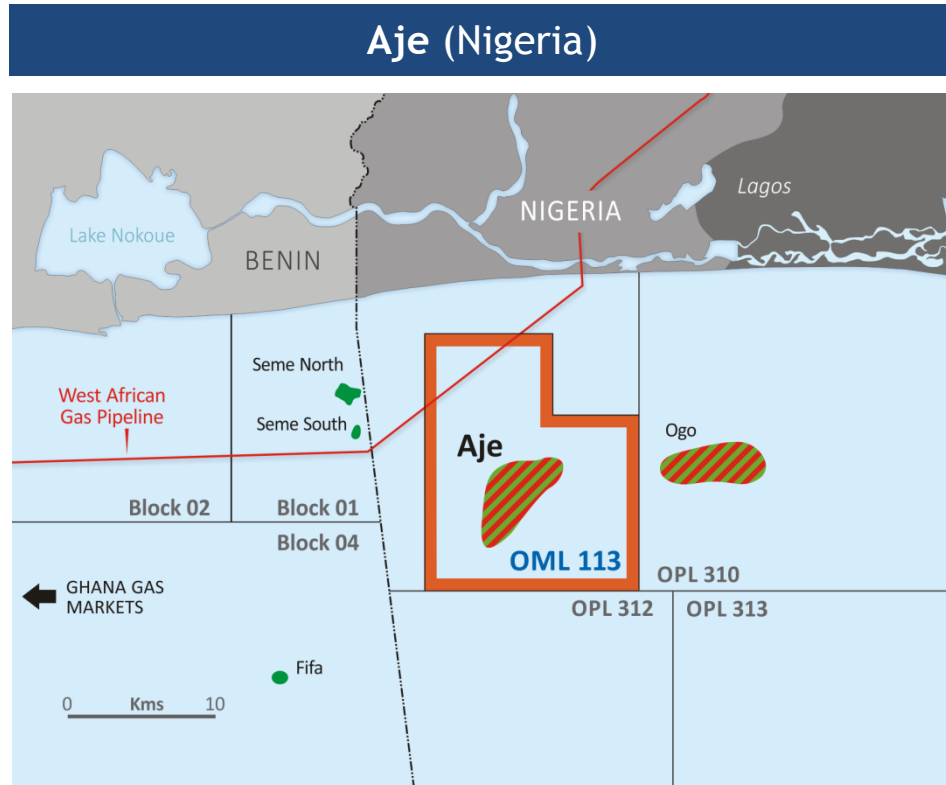 Aje (Nigeria)
Lagos
NIGERIA
Lake Nokoue
BENIN
Seme North
West African
Gas Pipeline
Seme South
Ogo
Aje
Block 02
Block 01
Block 04
OML 113
OPL 310
GHANA GAS
MARKETS
OPL 312
OPL 313
Fifa
0 Kms 10